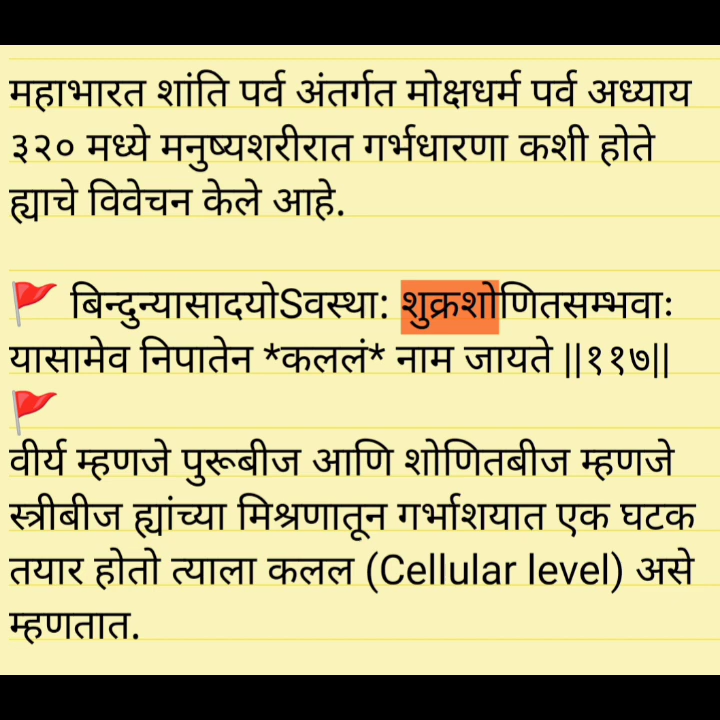 महाभारत शांति पर्व अंतर्गत मोक्षधर्म पर्व अध्याय
३२० मध्ये मनुष्यशरीरात गर्भधारणा कशी होते
ह्याचे विवेचन केले आहे.
🚩 बिन्दुन्यासादयोSवस्था: शुक्रशोणितसम्भवाः
यासामेव निपातेन *कललं* नाम जायते ||११७||
🚩
वीर्य म्हणजे पुरूबीज आणि शोणितबीज म्हणजे
स्त्रीबीज ह्यांच्या मिश्रणातून गर्भाशयात एक घटक
तयार होतो त्याला कलल (Cellular level) असे
म्हणतात.